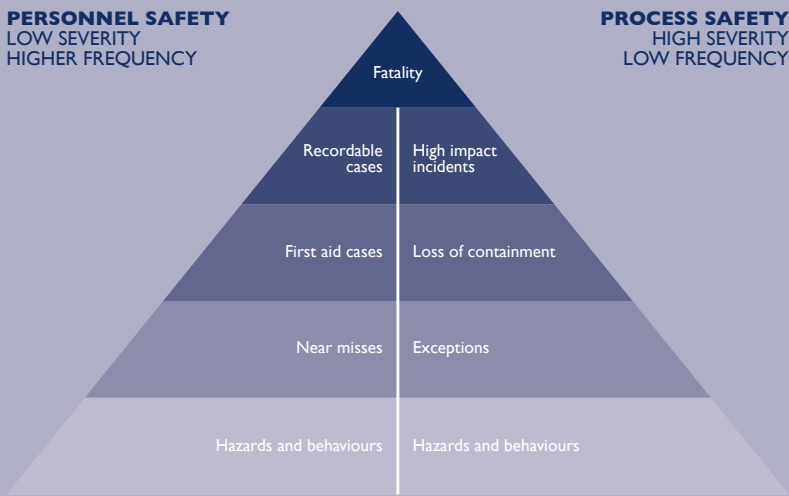 PERSONNEL SAFETY
LOW SEVERITY
HIGHER FREQUENCY
PROCESS SAFETY
HIGH SEVERITY
LOW FREQUENCY
Fatality
Recordable
cases
High impact
incidents
First aid cases
Loss of containment
Near misses
Exceptions
Hazards and behaviours
Hazards and behaviours